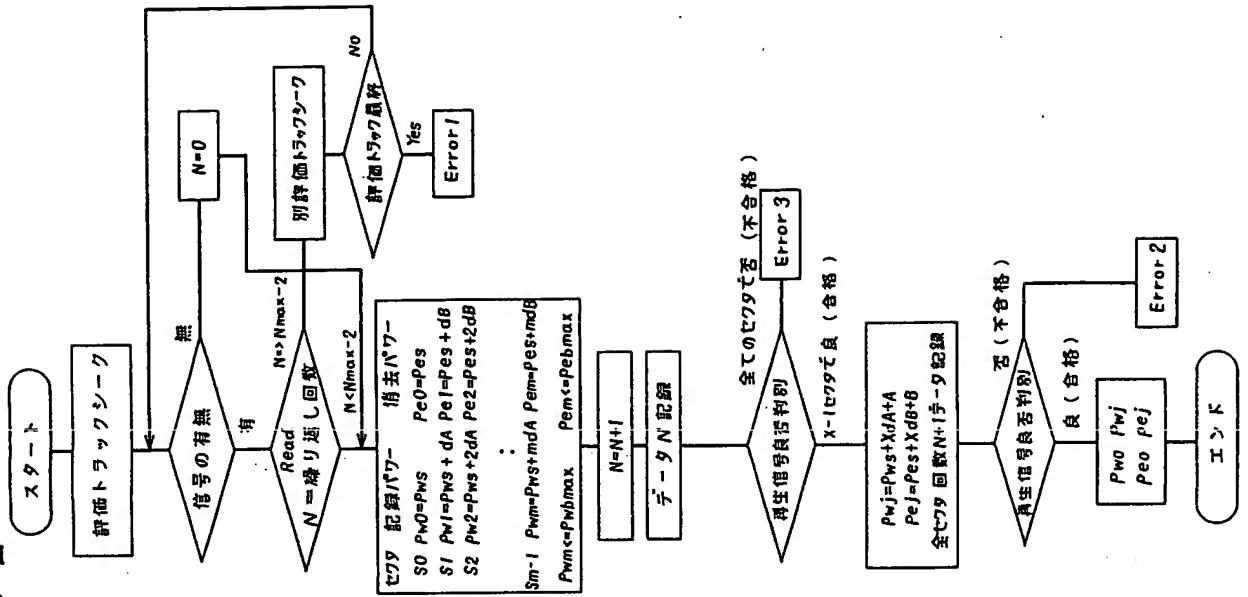 スタート
評価トラックシーク
信号の有無
無
有
N=0
Read
N=繰り返し回数
N=>Nmax-2
N<Nmax-2
別評価トラックシーク
評価トラック最終
No
Yes
Error1
セクタ 記録パワー 消去パワー
S0 Pw0=Pws Pe0=Pes
S1 Pw1=Pws+dA Pe1=Pes+dB
S2 Pw2=Pws+2dA Pe2=Pes+2dB
:
Sm-1 Pwm=Pws+mdA Pem=Pes+mdB
Pwm<=Pwbmax Pem<=Pebmax
N=N+1
データN記録
再生信号良否判別
全てのセクタで否(不合格)
Error3
X-1セクタで良(合格)
Pwj=Pws+XdA+A
Pej=Pes+XdB+B
全セクタ回数N:1データ記録
再生信号良否判別
否(不合格)
Error2
良(合格)
Pwo Pwj
Peo pej
エンド